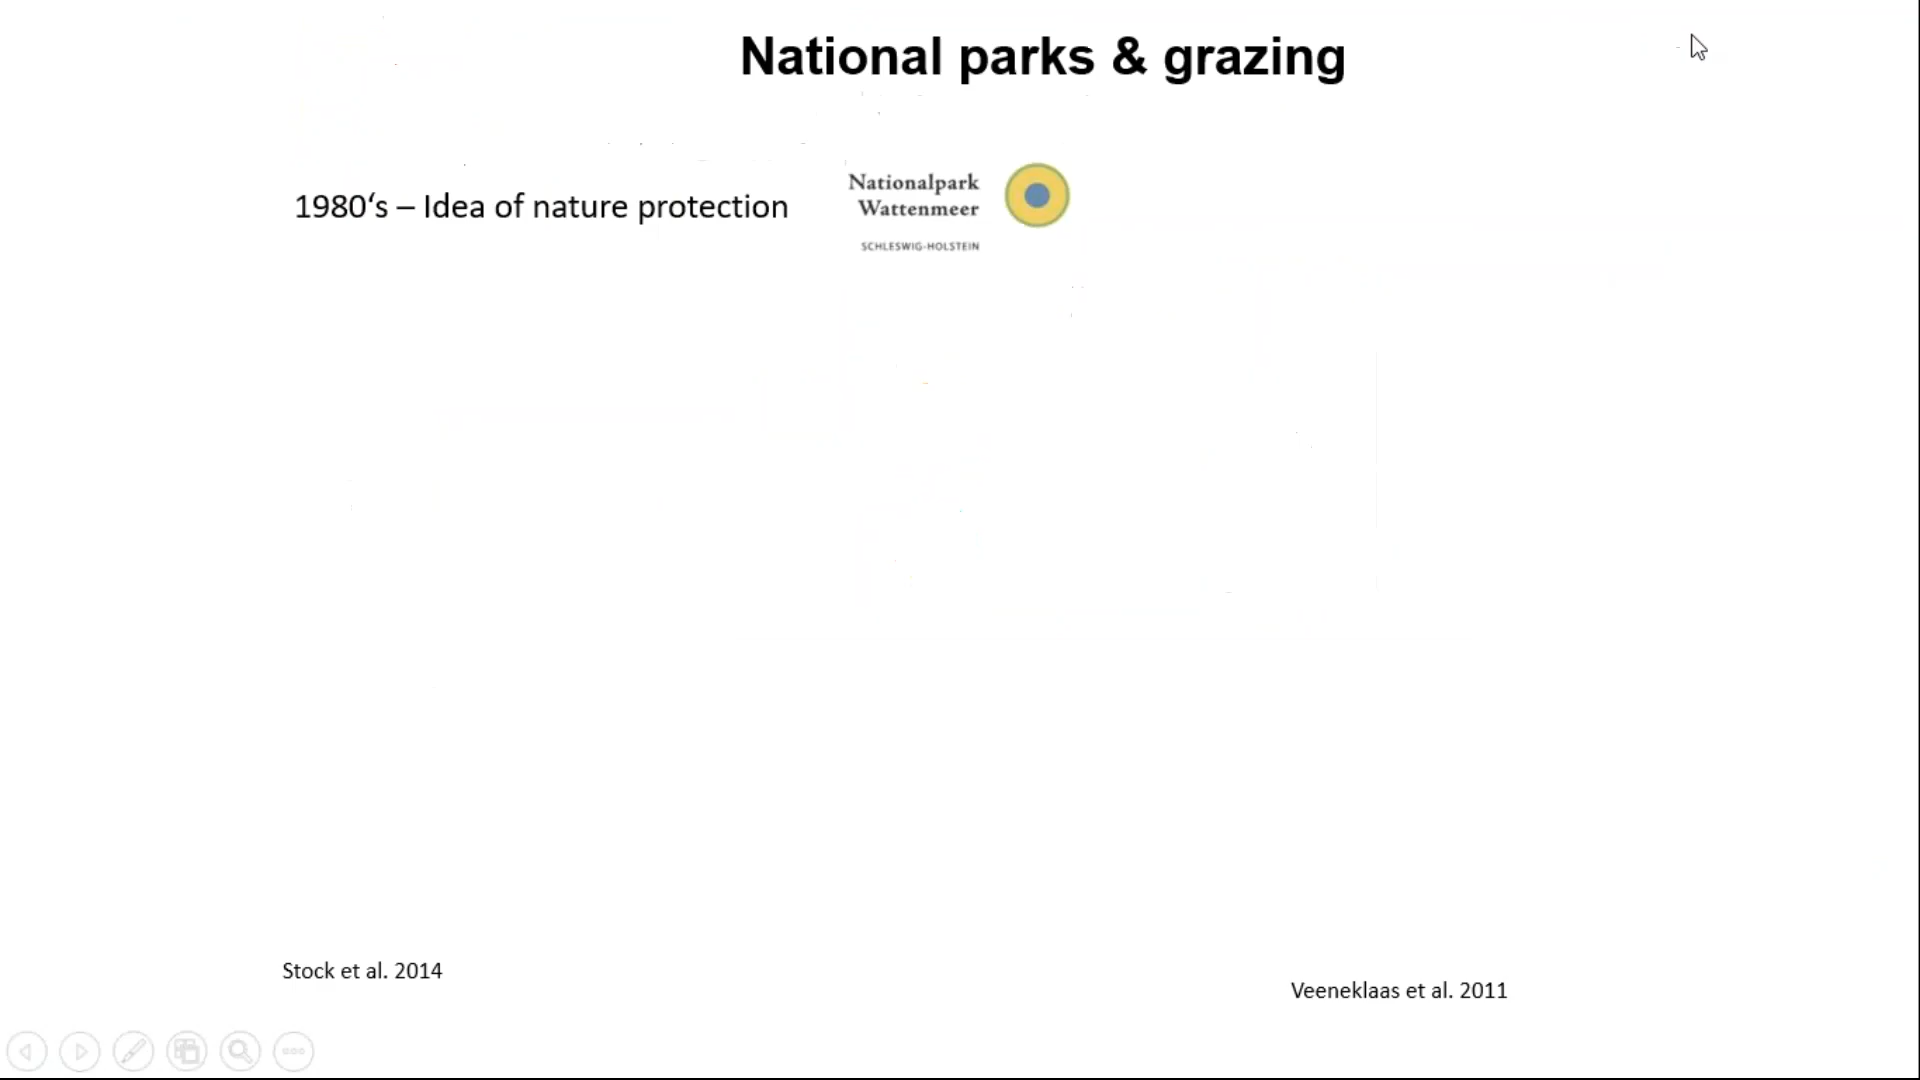 National parks & grazing
1980‘s – Idea of nature protection
Nationalpark
Wattenmeer
SCHLESWIG-HOLSTEIN
Stock et al. 2014
Veeneklaas et al. 2011